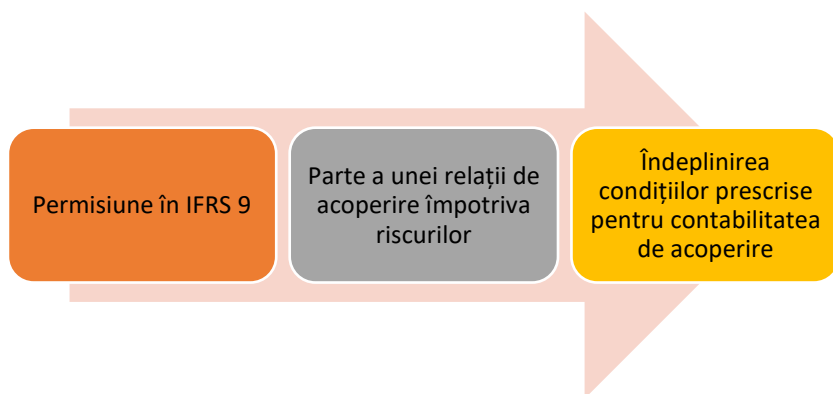 Permisiune în IFRS 9
Parte a unei relații de
acoperire împotriva
riscurilor
Îndeplinirea
condițiilor prescrise
pentru contabilitatea
de acoperire